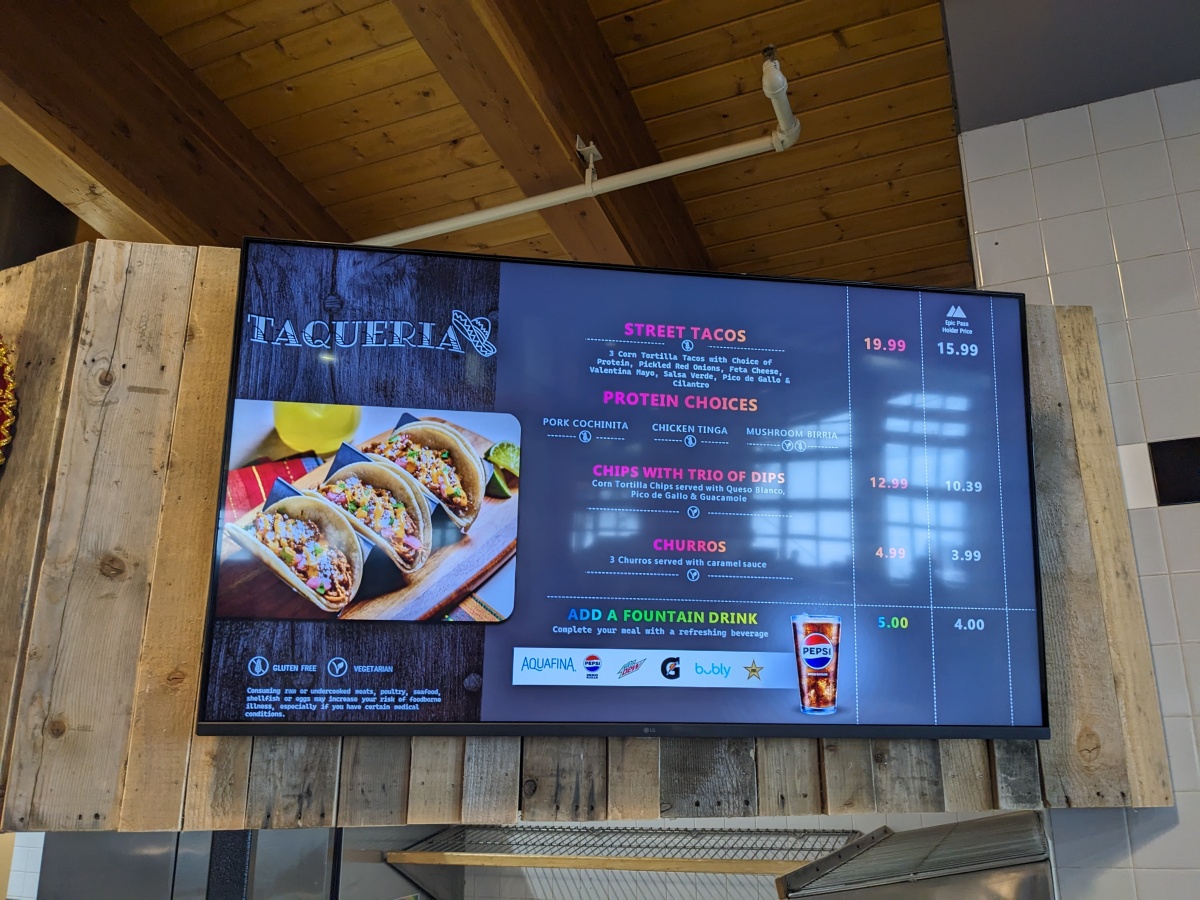 TAQUERIA
STREET TACOS
3 Corn Tortilla Tacos with Choice of
Protein, Pickled Red Onions, Feta Cheese,
Valentina Mayo, Salsa Verde, Pico de Gallo &
Cilantro
19.99
Epic Pass
Holder Price
15.99
PROTEIN CHOICES
PORK COCHINITA
CHICKEN TINGA
MUSHROOM BIRRIA
CHIPS WITH TRIO OF DIPS
Corn Tortilla Chips served with Queso Blanco,
Pico de Gallo & Guacamole
12.99
10.39
CHURROS
3 Churros served with caramel sauce
4.99
3.99
ADD A FOUNTAIN DRINK
Complete your meal with a refreshing beverage
5.00
4.00
AQUAFINA
PEPSI
G
bubly
PEPSI
GLUTEN FREE
VEGETARIAN
Consuming raw or undercooked meats, poultry, seafood,
shellfish or eggs may increase your risk of foodborne
illness, especially if you have certain medical
conditions.
LG